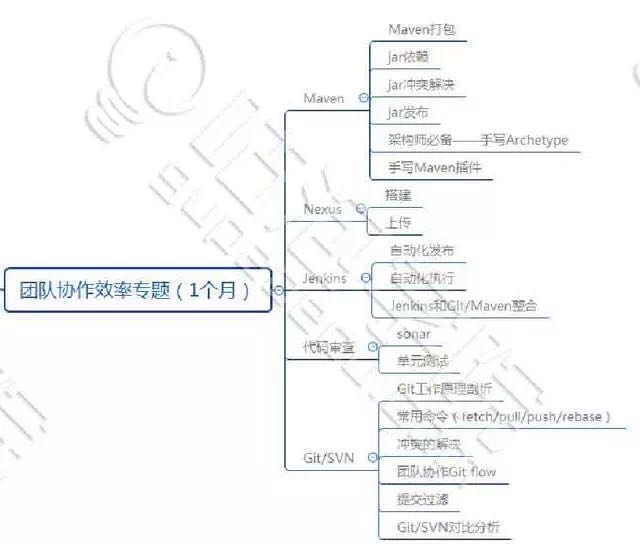 Maven打包
jar依赖
jar冲突解决
Maven
jar发布
架构师必备——手写Archetype
手写Maven插件
搭建
Nexus
上传
自动化发布
团队协作效率专题（1个月）
Jenkins
自动化执行
Jenkins和Git/Maven整合
sonar
代码审查
单元测试
Git工作原理剖析
常用命令（fetch/pull/push/rebase）
冲突的解决
Git/SVN
团队协作Git flow
提交过滤
Git/SVN对比分析